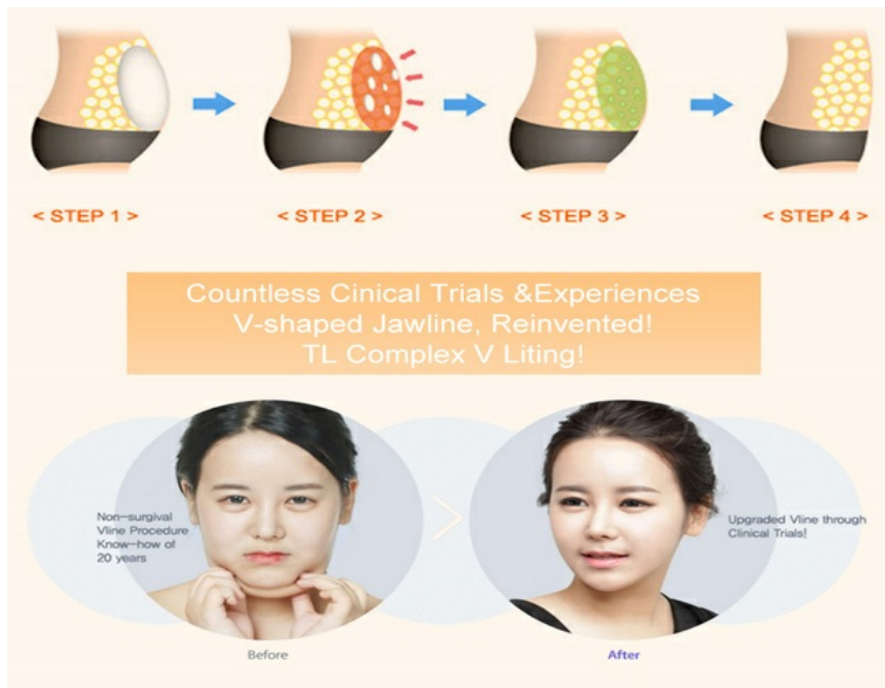 < STEP 1 >
< STEP 2 >
< STEP 3 >
< STEP 4 >
Countless Cinical Trials &Experiences
V-shaped Jawline, Reinvented!
TL Complex V Liting!
Non-surgival
Vline Procedure
Know-how of
20 years
Upgraded Vline through
Clinical Trials!
Before
After